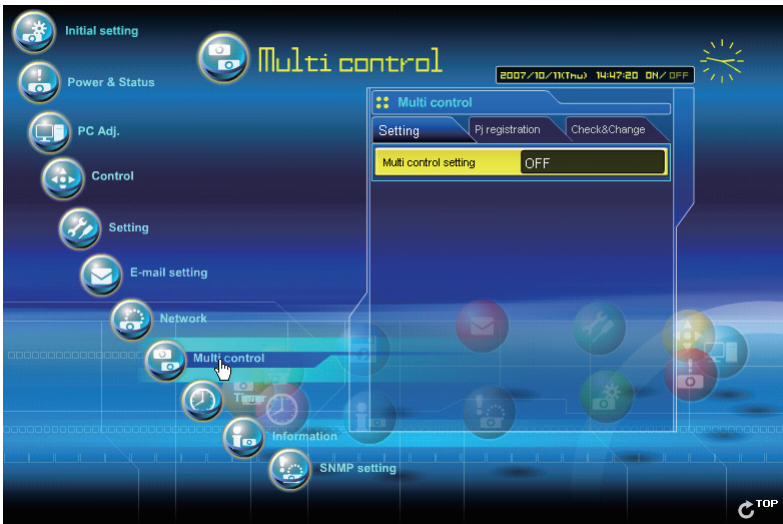 Initial setting
Multi control
Power & Status
2007/10/11(Thu) 14:47:20 ON/OFF
Multi control
PC Adj.
Setting
Pj registration
Check&Change
Multi control setting
OFF
Control
Setting
E-mail setting
Network
Multi control
Information
SNMP setting
TOP